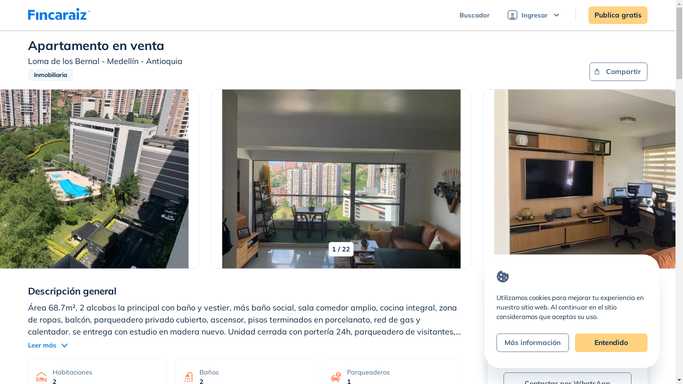 Fincaraiz
Buscador
Ingresar
Publica gratis
Apartamento en venta
Loma de los Bernal - Medellín - Antioquia
Inmobiliaria
Compartir
1 / 22
Descripción general
Área 68.7m², 2 alcobas la principal con baño y vestier, más baño social, sala comedor amplio, cocina integral, zona
de ropas, balcón, parqueadero privado cubierto, ascensor, pisos terminados en porcelanato, red de gas y
calentador. se entrega con estudio en madera nuevo. Unidad cerrada con portería 24h, parqueadero de visitantes,...
Leer más
Habitaciones
2
Baños
2
Parqueaderos
1
Utilizamos cookies para mejorar tu experiencia en
nuestro sitio web. Al continuar en el sitio
consideramos que aceptas su uso.
Más información
Entendido
Contactar por WhatsApp